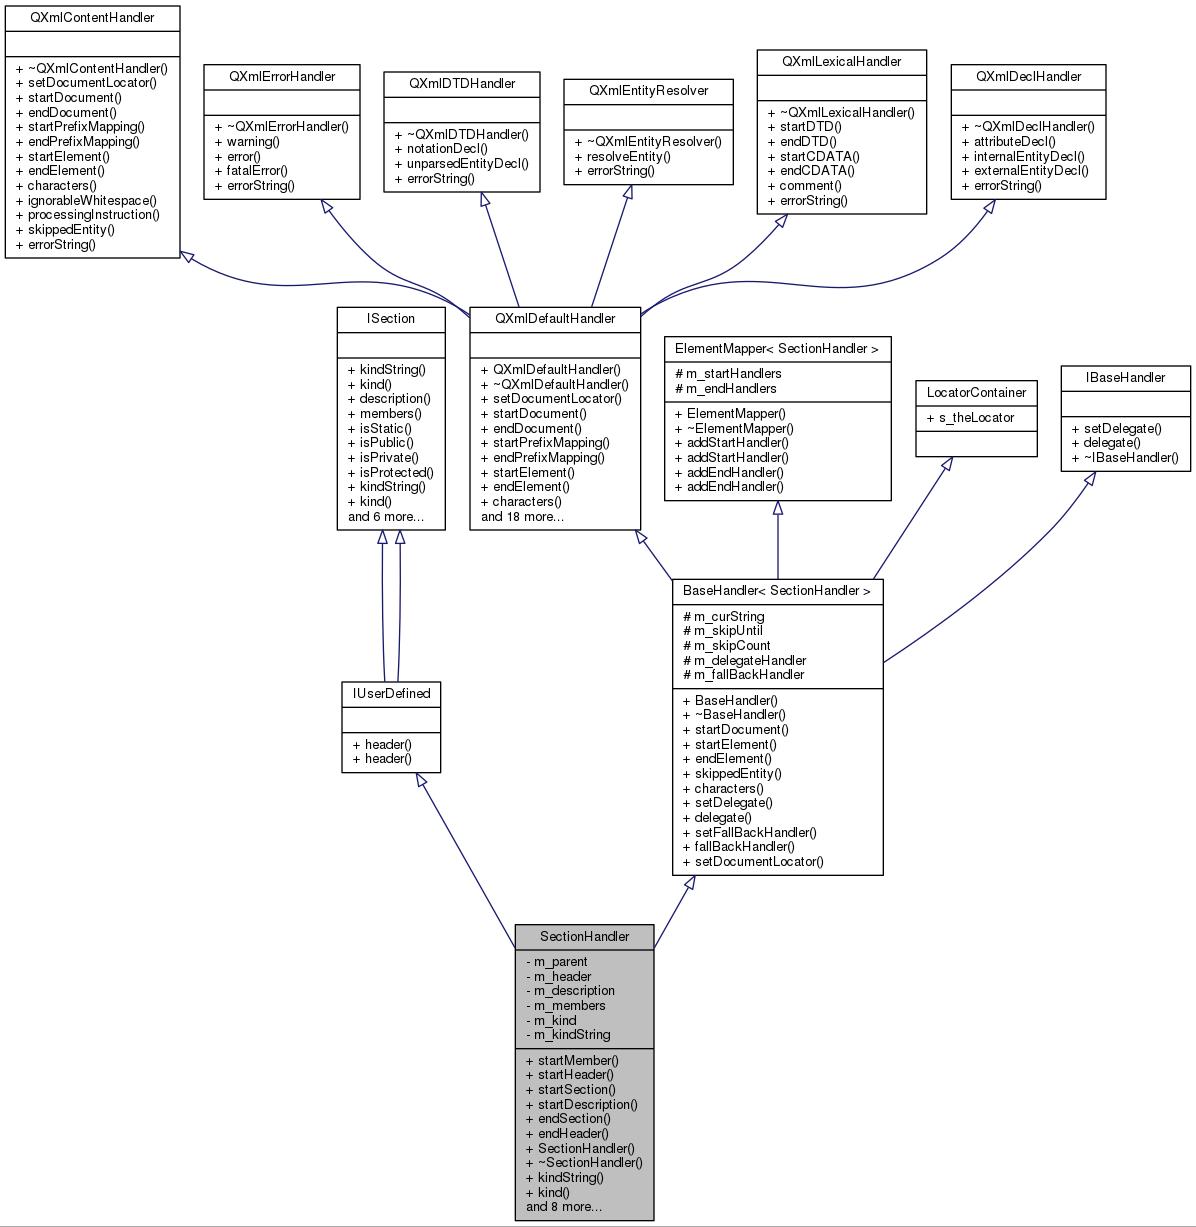 QXmlContentHandler
+ ~QXmlContentHandler()
+ setDocumentLocator()
+ startDocument()
+ endDocument()
+ startPrefixMapping()
+ endPrefixMapping()
+ startElement()
+ endElement()
+ characters()
+ ignorableWhitespace()
+ processingInstruction()
+ skippedEntity()
+ errorString()
QXmlErrorHandler
+ ~QXmlErrorHandler()
+ warning()
+ error()
+ fatalError()
+ errorString()
QXmlDTDHandler
+ ~QXmlDTDHandler()
+ notationDecl()
+ unparsedEntityDecl()
+ errorString()
QXmlEntityResolver
+ ~QXmlEntityResolver()
+ resolveEntity()
+ errorString()
QXmlLexicalHandler
+ ~QXmlLexicalHandler()
+ startDTD()
+ endDTD()
+ startCDATA()
+ endCDATA()
+ comment()
+ errorString()
QXmlDeclHandler
+ ~QXmlDeclHandler()
+ attributeDecl()
+ internalEntityDecl()
+ externalEntityDecl()
+ errorString()
ISection
+ kindString()
+ kind()
+ description()
+ members()
+ isStatic()
+ isPublic()
+ isPrivate()
+ isProtected()
+ kindString()
+ kind()
and 6 more...
QXmlDefaultHandler
+ QXmlDefaultHandler()
+ ~QXmlDefaultHandler()
+ setDocumentLocator()
+ startDocument()
+ endDocument()
+ startPrefixMapping()
+ endPrefixMapping()
+ startElement()
+ endElement()
+ characters()
and 18 more...
ElementMapper< SectionHandler >
# m_startHandlers
# m_endHandlers
+ ElementMapper()
+ ~ElementMapper()
+ addStartHandler()
+ addStartHandler()
+ addEndHandler()
+ addEndHandler()
LocatorContainer
+ s_theLocator
IBaseHandler
+ setDelegate()
+ delegate()
+ ~IBaseHandler()
BaseHandler< SectionHandler >
# m_curString
# m_skipUntil
# m_skipCount
# m_delegateHandler
# m_fallBackHandler
+ BaseHandler()
+ ~BaseHandler()
+ startDocument()
+ startElement()
+ endElement()
+ skippedEntity()
+ characters()
+ setDelegate()
+ delegate()
+ setFallBackHandler()
+ fallBackHandler()
+ setDocumentLocator()
IUserDefined
+ header()
+ header()
SectionHandler
- m_parent
- m_header
- m_description
- m_members
- m_kind
- m_kindString
+ startMember()
+ startHeader()
+ startSection()
+ startDescription()
+ endSection()
+ endHeader()
+ SectionHandler()
+ ~SectionHandler()
+ kindString()
+ kind()
and 8 more...